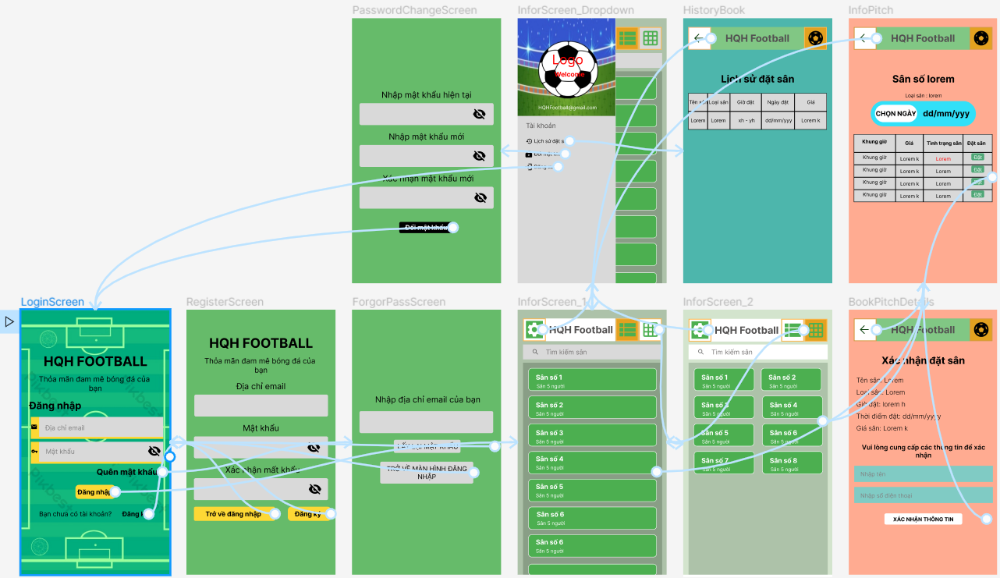 PasswordChangeScreen
Nhập mật khẩu hiện tại
Nhập mật khẩu mới
Xác nhận mật khẩu mới
Đổi mật khẩu
InforScreen_Dropdown
Logo
Welcome
HQHFootball@gmail.com
Tài khoản
Lịch sử đặt s
Đổi mật kh
HistoryBook
HQH Football
Lịch sử đặt sân
Tên sân Loại sân Giờ đặt Ngày đặt Giá
Lorem Lorem xh - yh dd/mm/yyy Lorem k
InfoPitch
HQH Football
Sân số lorem
Loại sân : lorem
CHỌN NGÀY dd/mm/yyy
Khung giờ Giá Tình trạng sân Đặt sân
Khung giờ Lorem k Lorem Đặt
Khung giờ Lorem k Lorem Đặt
Khung giờ Lorem k Lorem Đặt
Khung giờ Lorem k Lorem Đặt
LoginScreen
HQH FOOTBALL
Thỏa mãn đam mê bóng đá của
bạn
Đăng nhập
Địa chỉ email
Mật khẩu
Quên mật khẩu
Đăng nhập
Bạn chưa có tài khoản? Đăng
RegisterScreen
HQH FOOTBALL
Thỏa mãn đam mê bóng đá của
bạn
Địa chỉ email
Mật khẩu
Xác nhận mất khẩu
Trở về đăng nhập Đăng ký
ForgorPassScreen
Nhập địa chỉ email của bạn
LẤY LẠI MẬT KHẨU
TRỞ VỀ MÀN HÌNH ĐĂNG
NHẬP
InforScreen_1
HQH Football
Tìm kiếm sân
Sân số 1
Sân 5 người
Sân số 2
Sân 5 người
Sân số 3
Sân 5 người
Sân số 4
Sân 5 người
Sân số 5
Sân 5 người
Sân số 6
Sân 5 người
Sân số 6
Sân 5 người
InforScreen_2
HQH Football
Tìm kiếm sân
Sân số 1 Sân số 2
Sân 5 người Sân 5 người
Sân số 3 Sân số 4
Sân 5 người Sân 5 người
Sân số 5 Sân số 6
Sân 5 người Sân 5 người
Sân số 7 Sân số 8
Sân 5 người Sân 5 người
BookPitchDetails
HQH Football
Xác nhận đặt sân
Tên sân: Lorem
Loại sân: Lorem
Giờ đặt: lorem h
Thời điểm đặt: dd/mm/yyyy
Giá sân: Lorem k
Vui lòng cung cấp các thông tin để xác
nhận
Nhập tên
Nhập số điện thoại
XÁC NHẬN THÔNG TIN